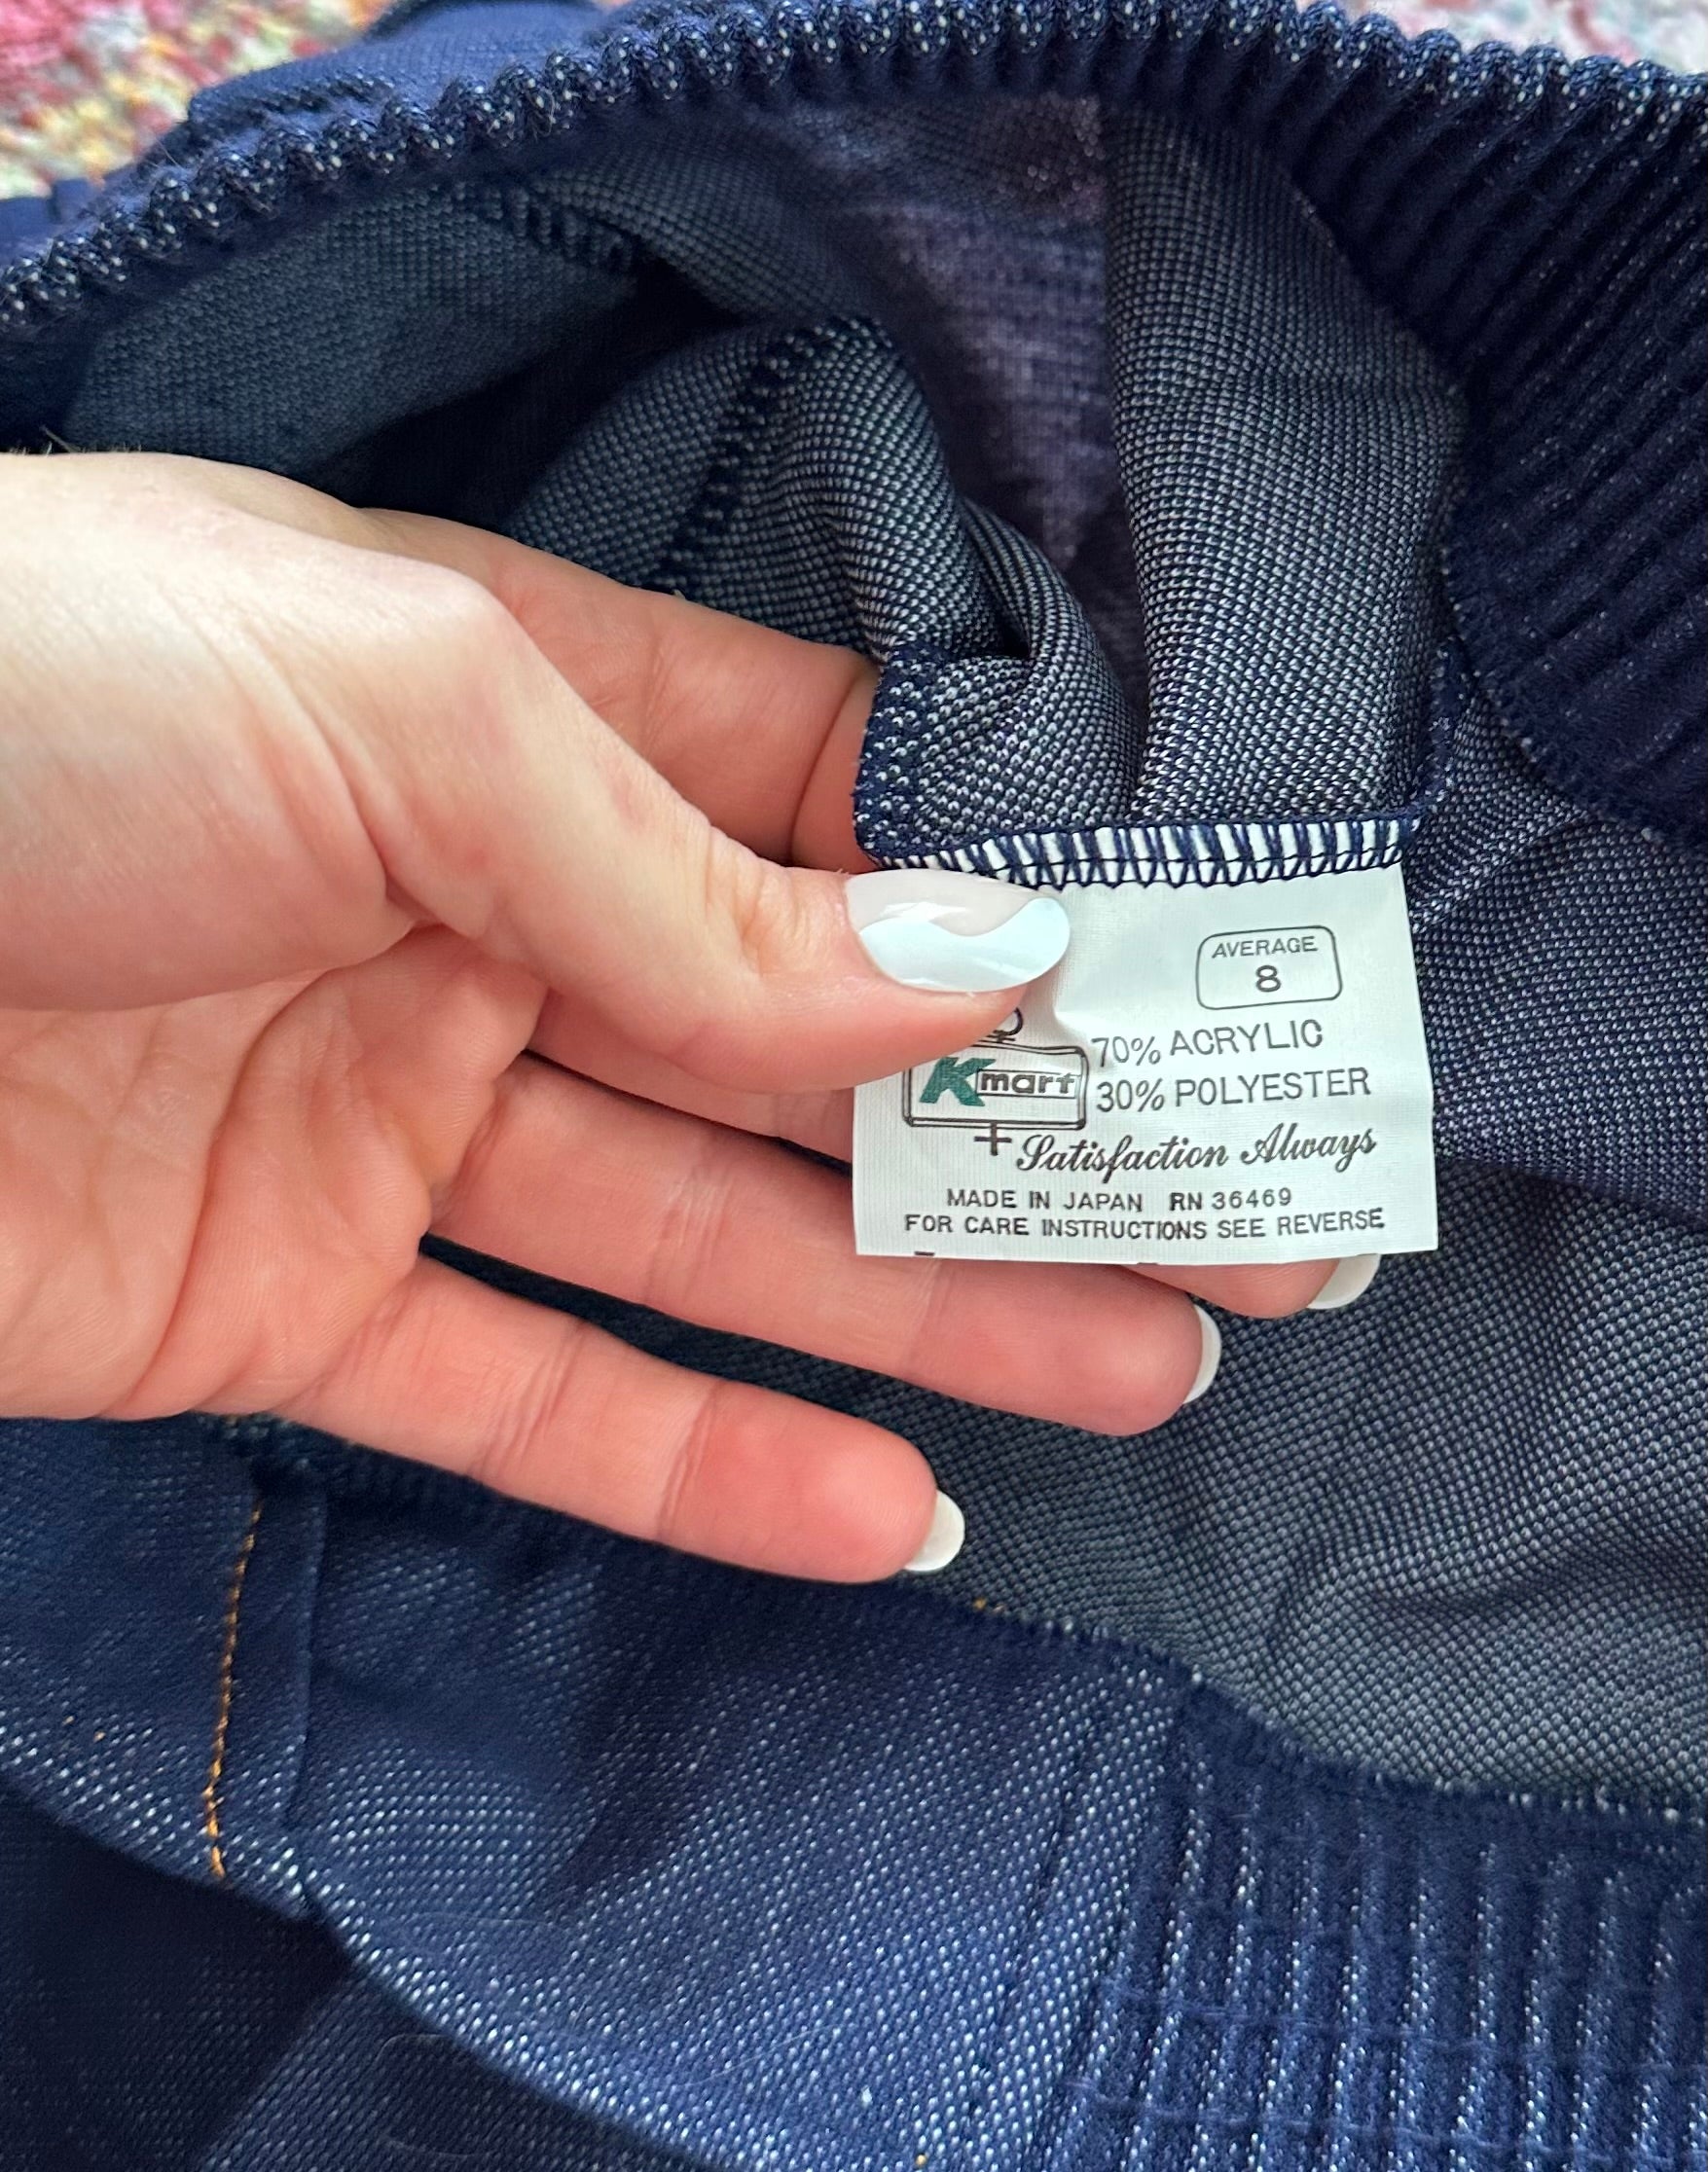 AVERAGE
8
70% ACRYLIC
Kmart
30% POLYESTER
Satisfaction Always
MADE IN JAPAN RN 36469
FOR CARE INSTRUCTIONS SEE REVERSE